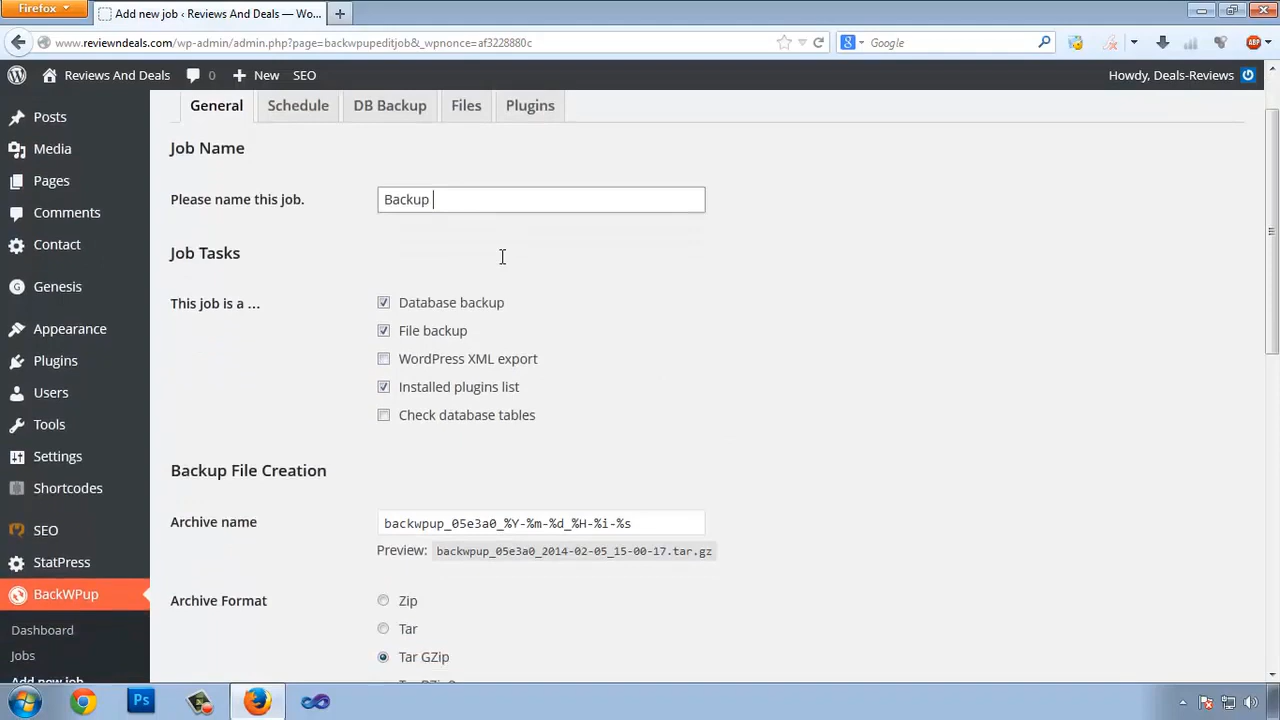 Firefox
Add new job ‹ Reviews And Deals — Wo...
www.reviewndeals.com/wp-admin/admin.php?page=backwpupeditjob&_wpnonce=af3228880c
Google
ABP
Reviews And Deals
0
New
SEO
Howdy, Deals-Reviews
Posts
Media
Pages
Comments
Contact
Genesis
Appearance
Plugins
Users
Tools
Settings
Shortcodes
SEO
StatPress
BackWPup
Dashboard
Jobs
Add new job
General
Schedule
DB Backup
Files
Plugins
Job Name
Please name this job.
Backup
Job Tasks
This job is a …
Database backup
File backup
WordPress XML export
Installed plugins list
Check database tables
Backup File Creation
Archive name
backwpup_05e3a0_%Y-%m-%d_%H-%i-%s
Preview: backwpup_05e3a0_2014-02-05_15-00-17.tar.gz
Archive Format
Zip
Tar
Tar GZip
Ps